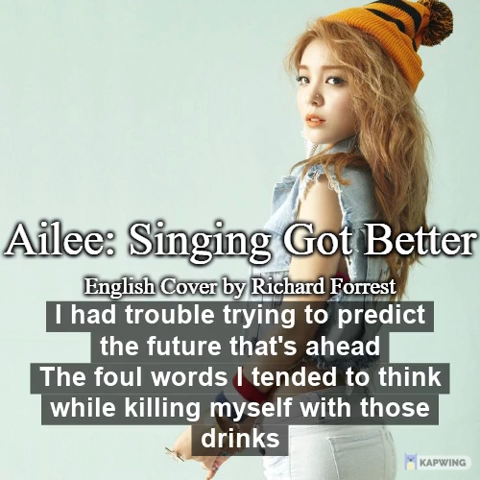 Ailee: Singing Got Better
English Cover by Richard Forrest
I had trouble trying to predict
the future that's ahead
The foul words I tended to think
while killing myself with those
drinks
KAPWING